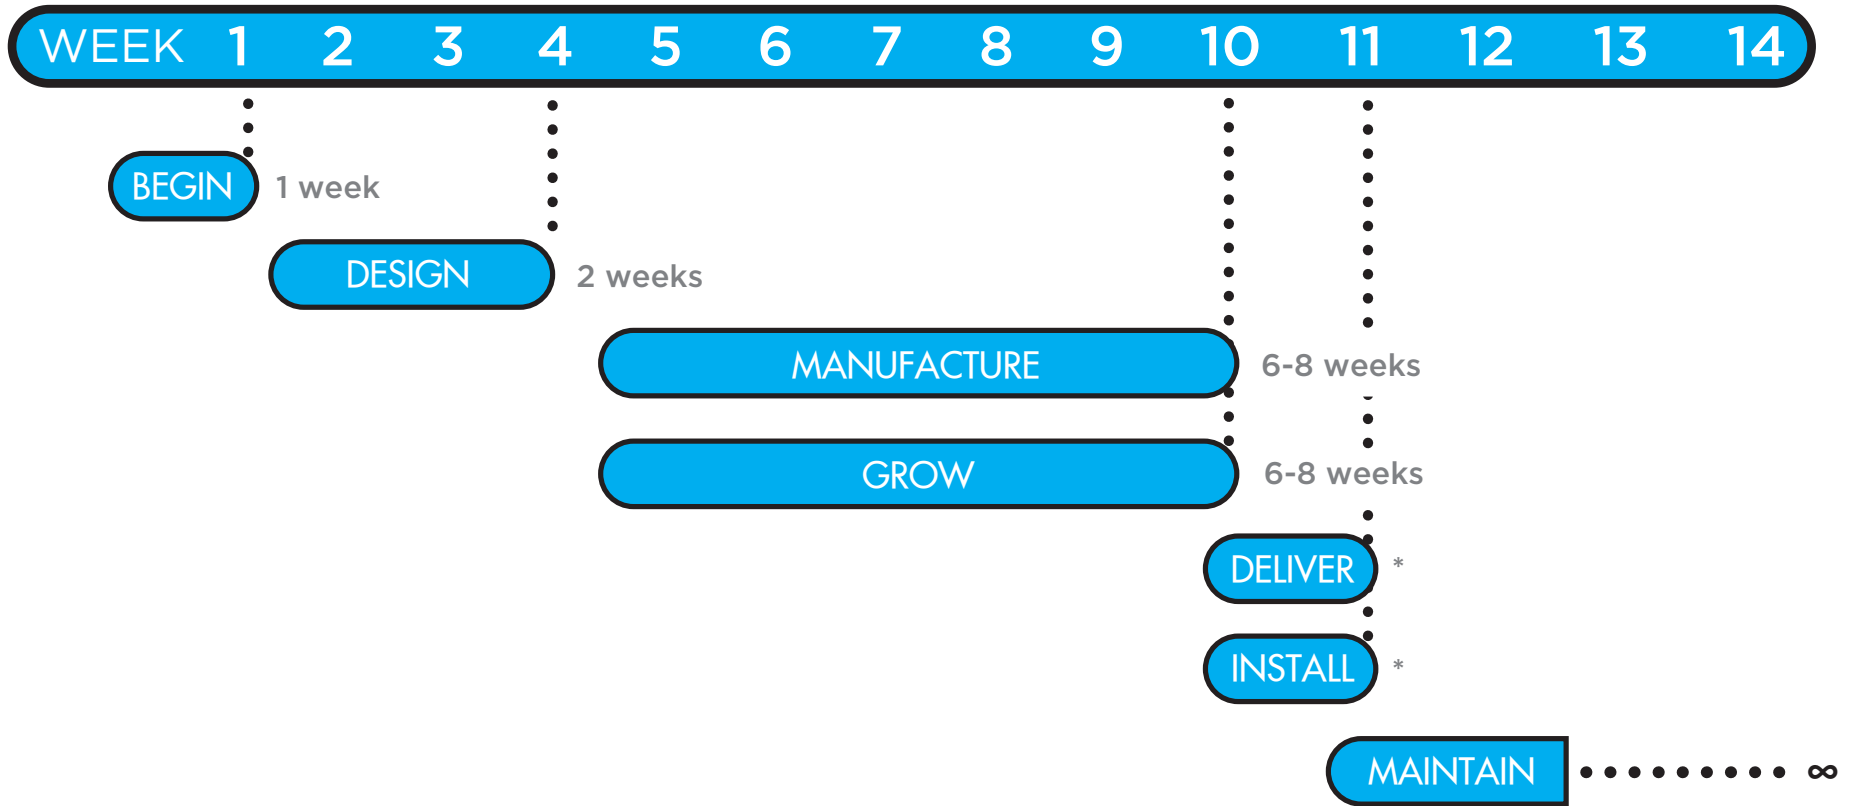 WEEK 1 2 3 4 5 6 7 8 9 10 11 12 13 14
BEGIN 1 week
DESIGN 2 weeks
MANUFACTURE 6-8 weeks
GROW 6-8 weeks
DELIVER *
INSTALL *
MAINTAIN ∞